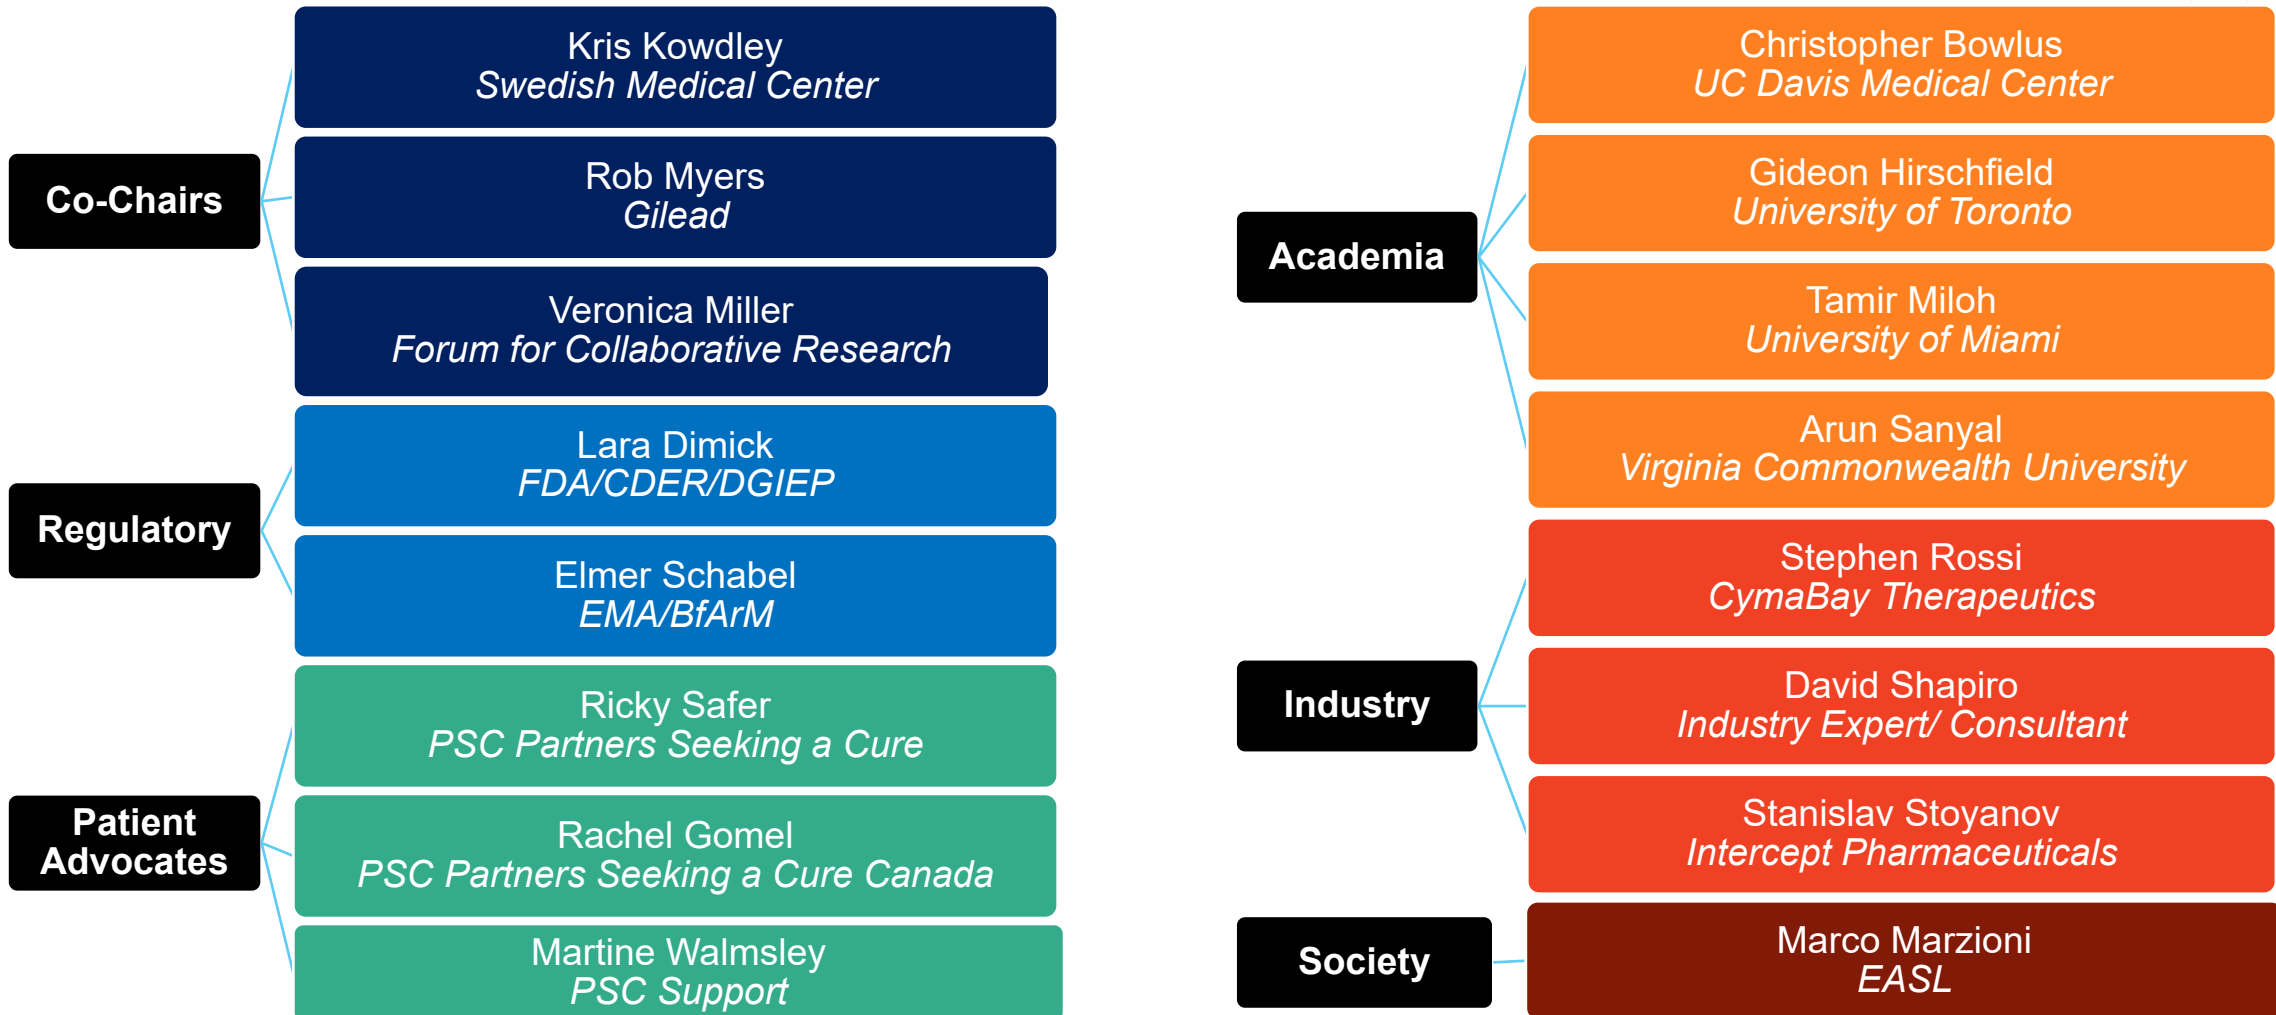 Co-Chairs
Kris Kowdley
Swedish Medical Center
Rob Myers
Gilead
Veronica Miller
Forum for Collaborative Research
Regulatory
Lara Dimick
FDA/CDER/DGIEP
Elmer Schabel
EMA/BfArM
Patient
Advocates
Ricky Safer
PSC Partners Seeking a Cure
Rachel Gomel
PSC Partners Seeking a Cure Canada
Martine Walmsley
PSC Support
Academia
Christopher Bowlus
UC Davis Medical Center
Gideon Hirschfield
University of Toronto
Tamir Miloh
University of Miami
Arun Sanyal
Virginia Commonwealth University
Industry
Stephen Rossi
CymaBay Therapeutics
David Shapiro
Industry Expert/ Consultant
Stanislav Stoyanov
Intercept Pharmaceuticals
Society
Marco Marzioni
EASL